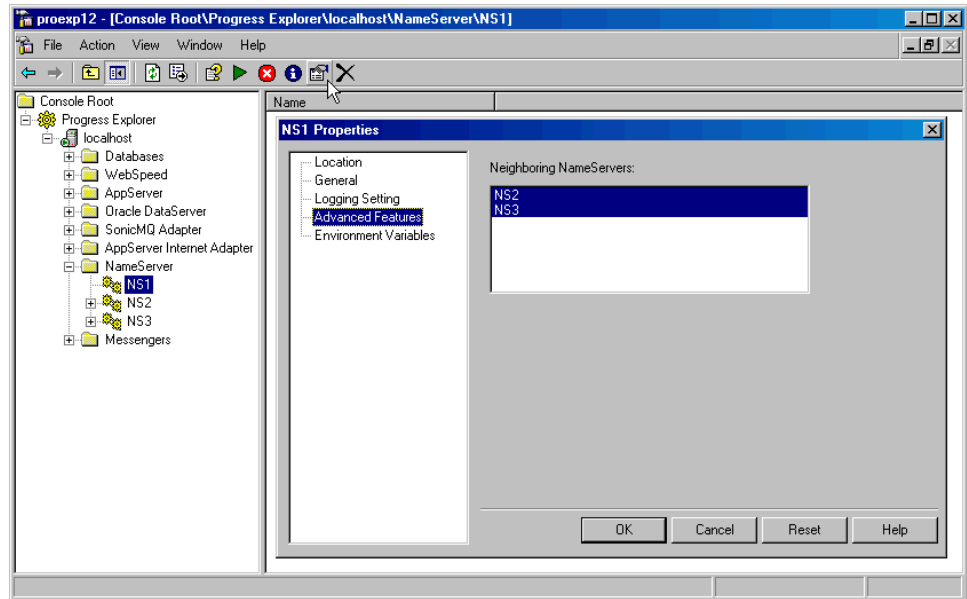 proexp12 - [Console Root\Progress Explorer\localhost\NameServer\NS1]
File Action View Window Help
Console Root
Progress Explorer
localhost
Databases
WebSpeed
AppServer
Oracle DataServer
SonicMQ Adapter
AppServer Internet Adapter
NameServer
NS1
NS2
NS3
Messengers
Name
NS1 Properties
Location
General
Logging Setting
Advanced Features
Environment Variables
Neighboring NameServers:
NS2
NS3
OK Cancel Reset Help